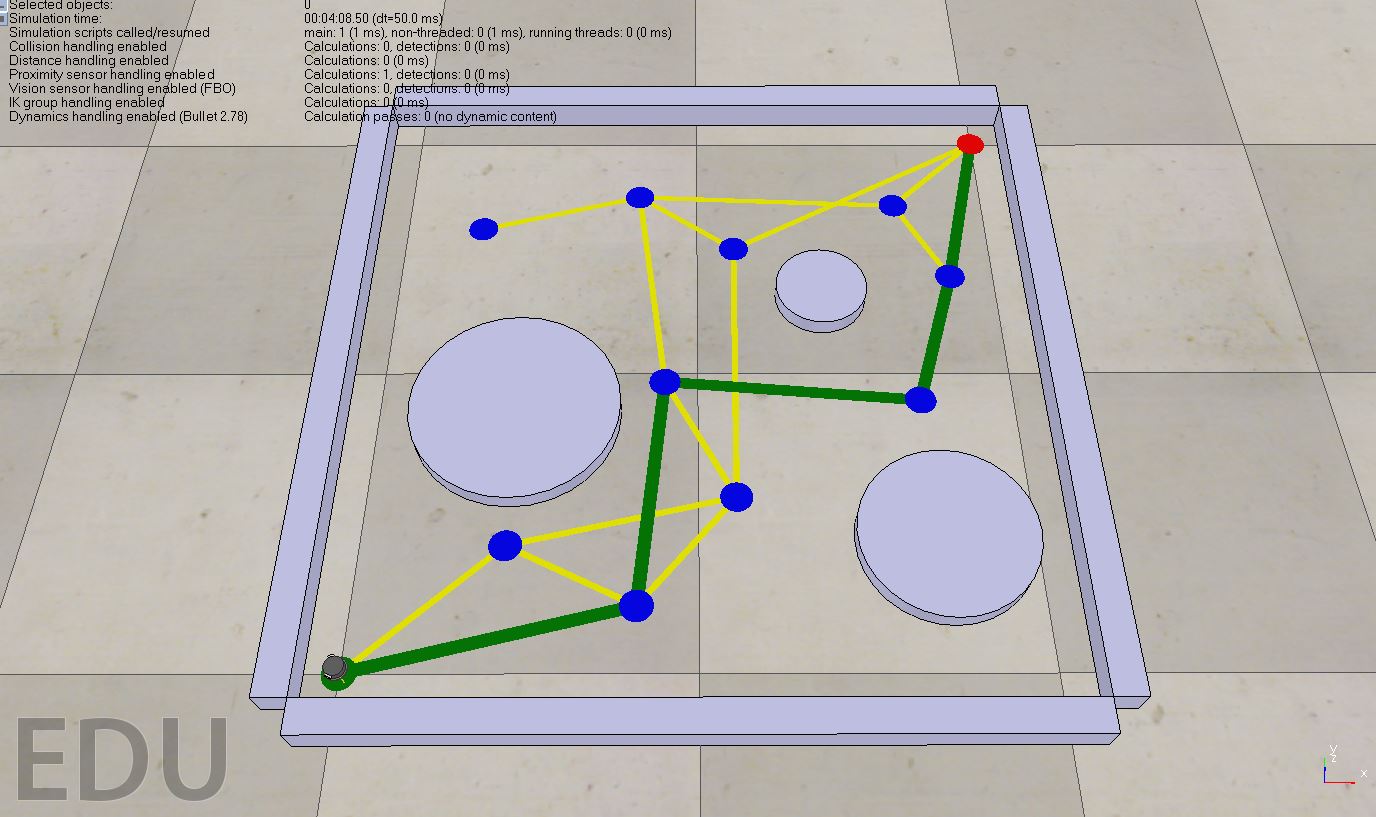 Selected objects: 0
Simulation time: 00:04:08.50 (dt=50.0 ms)
Simulation scripts called/resumed main: 1 (1 ms), non-threaded: 0 (1 ms), running threads: 0 (0 ms)
Collision handling enabled Calculations: 0, detections: 0 (0 ms)
Distance handling enabled Calculations: 0 (0 ms)
Proximity sensor handling enabled Calculations: 1, detections: 0 (0 ms)
Vision sensor handling enabled (FBO) Calculations: 0, detections: 0 (0 ms)
IK group handling enabled Calculations: 0 (0 ms)
Dynamics handling enabled (Bullet 2.78) Calculation passes: 0 (no dynamic content)
EDU
y
z
x